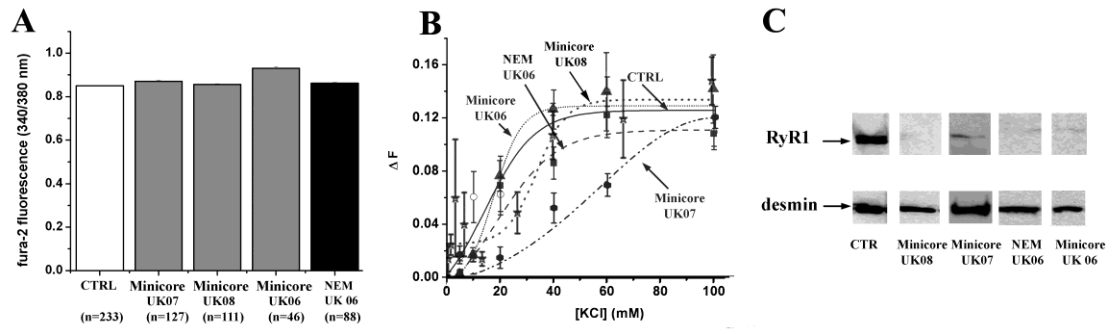 A
fura-2 fluorescence (340/380 nm)
1.0
0.8
0.6
0.4
0.2
0.0
CTRL
Minicore
UK07
Minicore
UK08
Minicore
UK06
NEM
UK 06
(n=233)
(n=127)
(n=111)
(n=46)
(n=88)
B
Δ F
0.16
0.12
0.08
0.04
0.00
NEM
UK06
Minicore
UK08
CTRL
Minicore
UK06
Minicore
UK07
0
20
40
60
80
100
[KCl] (mM)
C
RyR1
desmin
CTR
Minicore
UK08
Minicore
UK07
NEM
UK06
Minicore
UK 06